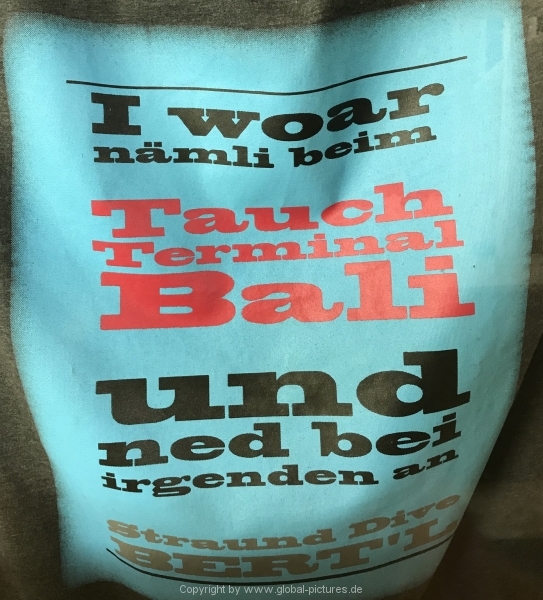 I woar
nämli beim
Tauch
Terminal
Bali
und
ned bei
irgenden an
Straund Dive
BERT'L
Copyright by www.global-pictures.de